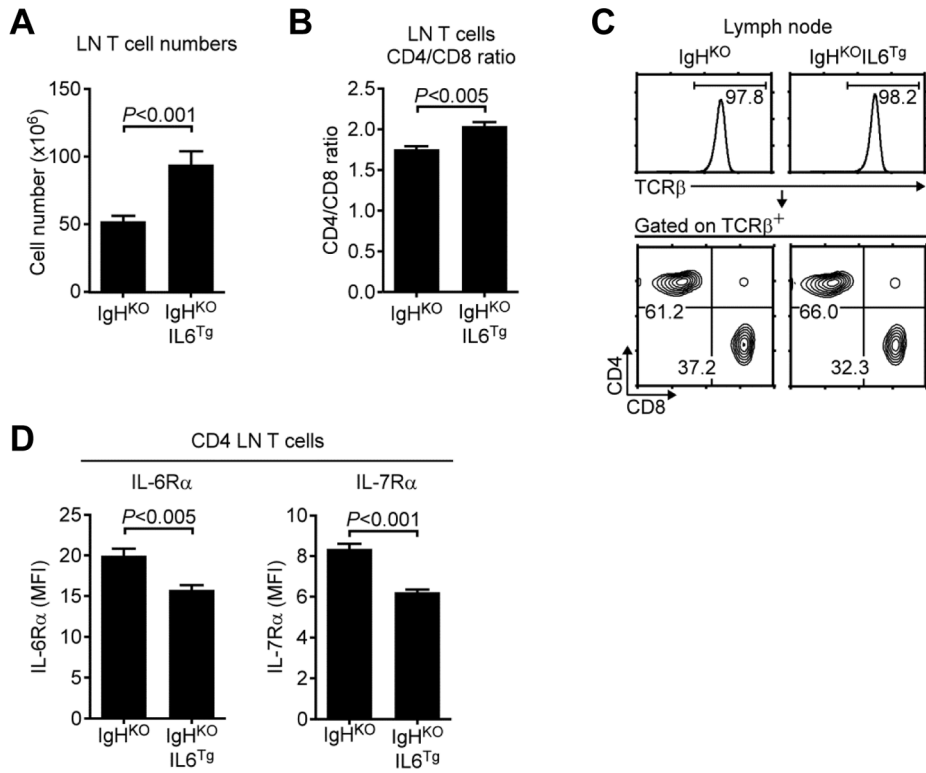 A
LN T cell numbers
P<0.001
Cell number (x10⁶)
150
100
50
0
IgH^KO
IgH^KO
IL6^Tg
B
LN T cells
CD4/CD8 ratio
P<0.005
CD4/CD8 ratio
2.5
2.0
1.5
1.0
0.5
0.0
IgH^KO
IgH^KO
IL6^Tg
C
Lymph node
IgH^KO
IgH^KOIL6^Tg
97.8
98.2
TCRβ
Gated on TCRβ⁺
61.2
37.2
66.0
32.3
CD4
CD8
D
CD4 LN T cells
IL-6Rα
P<0.005
IL-6Rα (MFI)
25
20
15
10
5
0
IgH^KO
IgH^KO
IL6^Tg
IL-7Rα
P<0.001
IL-7Rα (MFI)
10
8
6
4
2
0
IgH^KO
IgH^KO
IL6^Tg